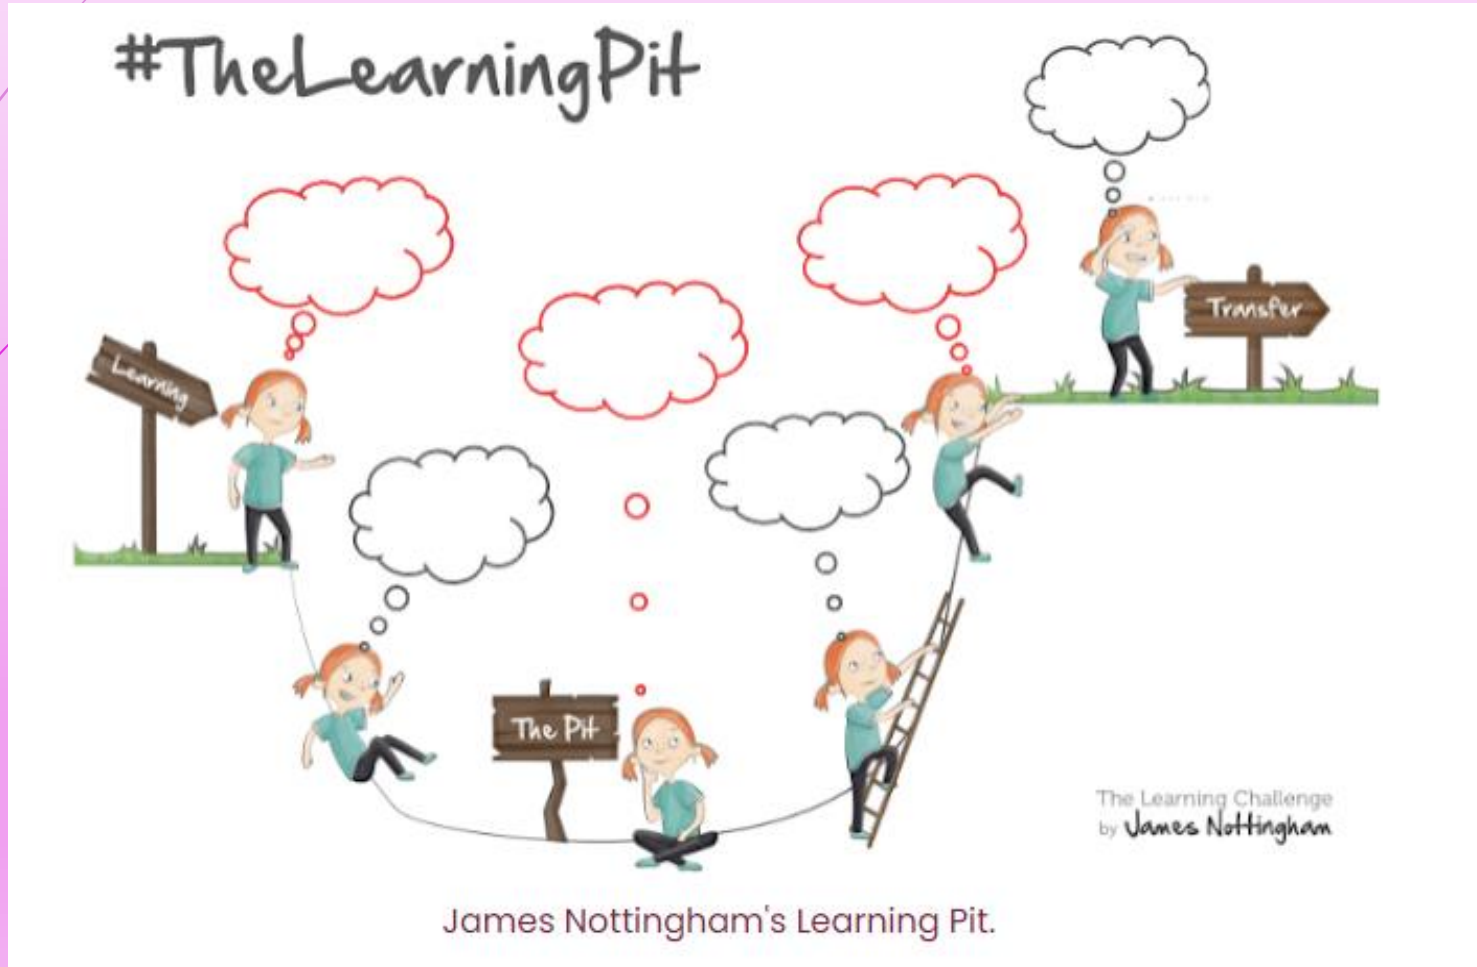 #TheLearningPit
Learning
Transfer
The Pit
The Learning Challenge
by James Nottingham
James Nottingham's Learning Pit.